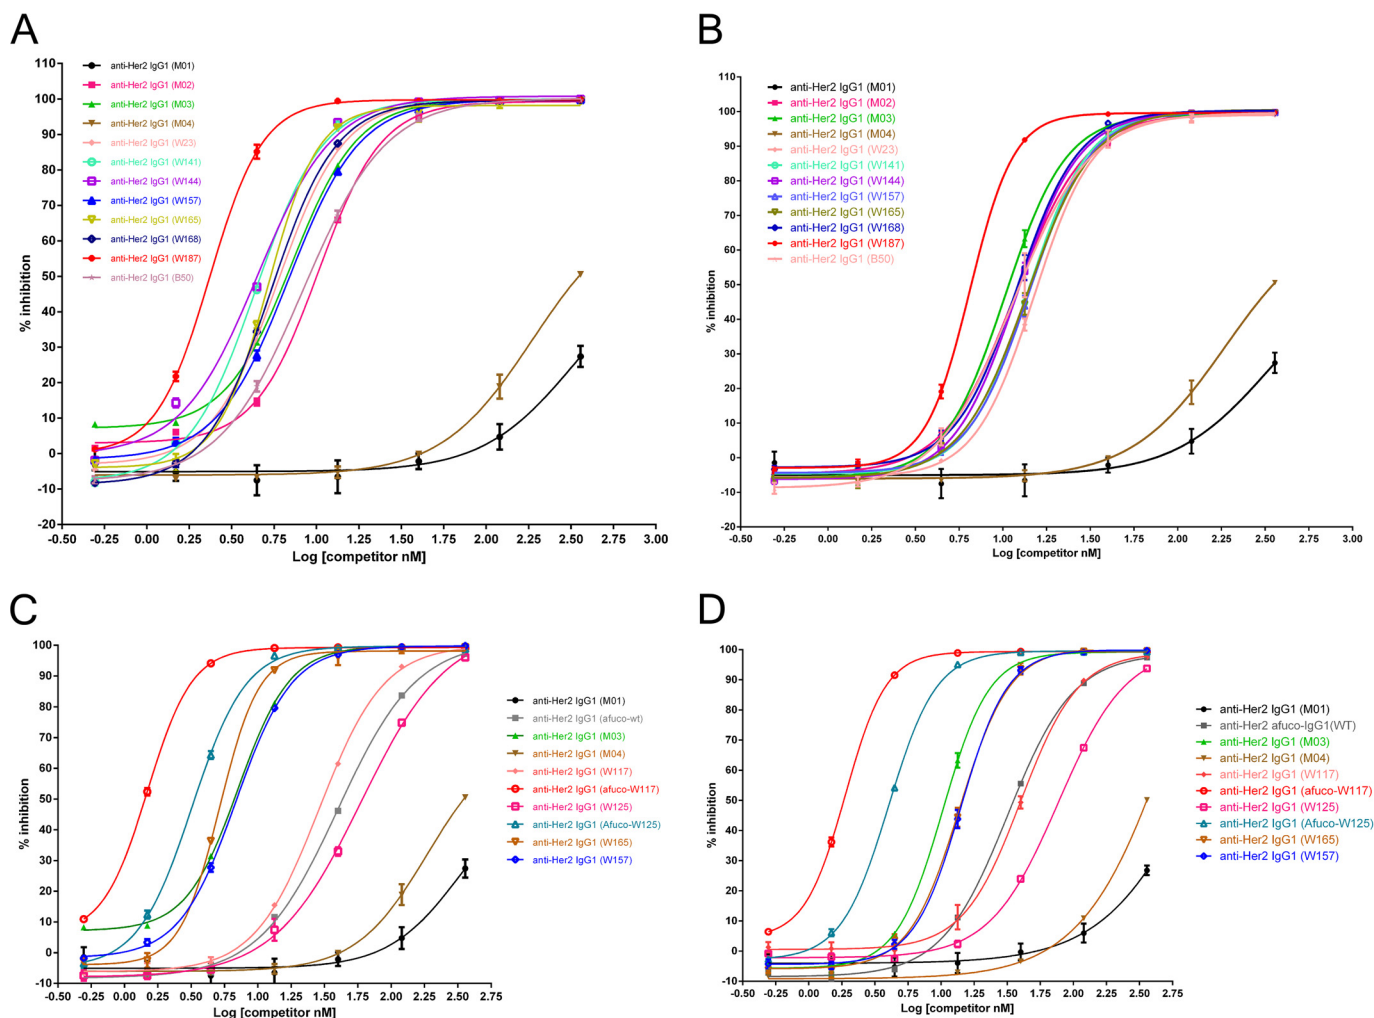 A
110
100
90
80
70
60
50
40
30
20
10
0
-10
-20
% inhibition
-0.50
-0.25
0.00
0.25
0.50
0.75
1.00
1.25
1.50
1.75
2.00
2.25
2.50
2.75
3.00
Log [competitor nM]
anti-Her2 IgG1 (M01)
anti-Her2 IgG1 (M02)
anti-Her2 IgG1 (M03)
anti-Her2 IgG1 (M04)
anti-Her2 IgG1 (W23)
anti-Her2 IgG1 (W141)
anti-Her2 IgG1 (W144)
anti-Her2 IgG1 (W157)
anti-Her2 IgG1 (W165)
anti-Her2 IgG1 (W168)
anti-Her2 IgG1 (W187)
anti-Her2 IgG1 (B50)
B
110
100
90
80
70
60
50
40
30
20
10
0
-10
-20
% inhibition
-0.50
-0.25
0.00
0.25
0.50
0.75
1.00
1.25
1.50
1.75
2.00
2.25
2.50
2.75
3.00
Log [competitor nM]
anti-Her2 IgG1 (M01)
anti-Her2 IgG1 (M02)
anti-Her2 IgG1 (M03)
anti-Her2 IgG1 (M04)
anti-Her2 IgG1 (W23)
anti-Her2 IgG1 (W141)
anti-Her2 IgG1 (W144)
anti-Her2 IgG1 (W157)
anti-Her2 IgG1 (W165)
anti-Her2 IgG1 (W168)
anti-Her2 IgG1 (W187)
anti-Her2 IgG1 (B50)
C
100
90
80
70
60
50
40
30
20
10
0
-10
% inhibition
-0.50
-0.25
0.00
0.25
0.50
0.75
1.00
1.25
1.50
1.75
2.00
2.25
2.50
2.75
Log [competitor nM]
anti-Her2 IgG1 (M01)
anti-Her2 IgG1 (afuco-wt)
anti-Her2 IgG1 (M03)
anti-Her2 IgG1 (M04)
anti-Her2 IgG1 (W117)
anti-Her2 IgG1 (afuco-W117)
anti-Her2 IgG1 (W125)
anti-Her2 IgG1 (Afuco-W125)
anti-Her2 IgG1 (W165)
anti-Her2 IgG1 (W157)
D
100
90
80
70
60
50
40
30
20
10
0
-10
% inhibition
-0.50
-0.25
0.00
0.25
0.50
0.75
1.00
1.25
1.50
1.75
2.00
2.25
2.50
2.75
Log [competitor nM]
anti-Her2 IgG1 (M01)
anti-Her2 afuco-IgG1(WT)
anti-Her2 IgG1 (M03)
anti-Her2 IgG1 (M04)
anti-Her2 IgG1 (W117)
anti-Her2 IgG1 (afuco-W117)
anti-Her2 IgG1 (W125)
anti-Her2 IgG1 (Afuco-W125)
anti-Her2 IgG1 (W165)
anti-Her2 IgG1 (W157)